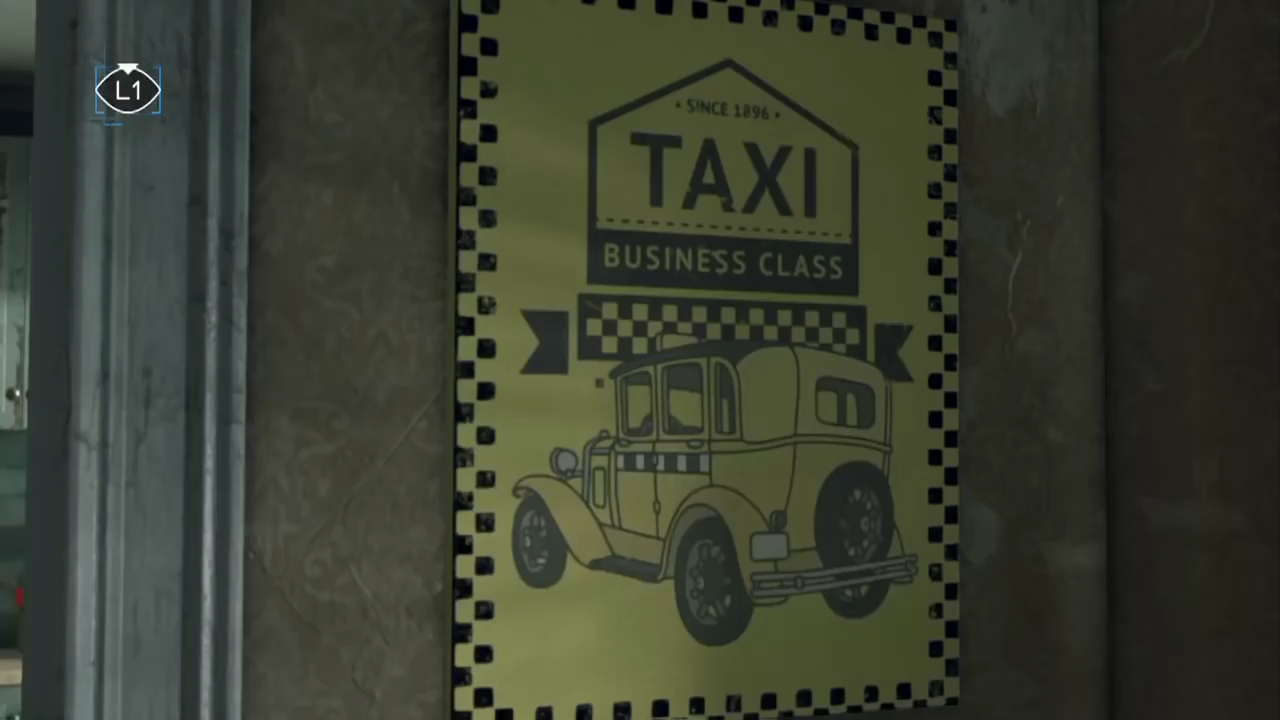 L1
• SINCE 1896 •
TAXI
BUSINESS CLASS